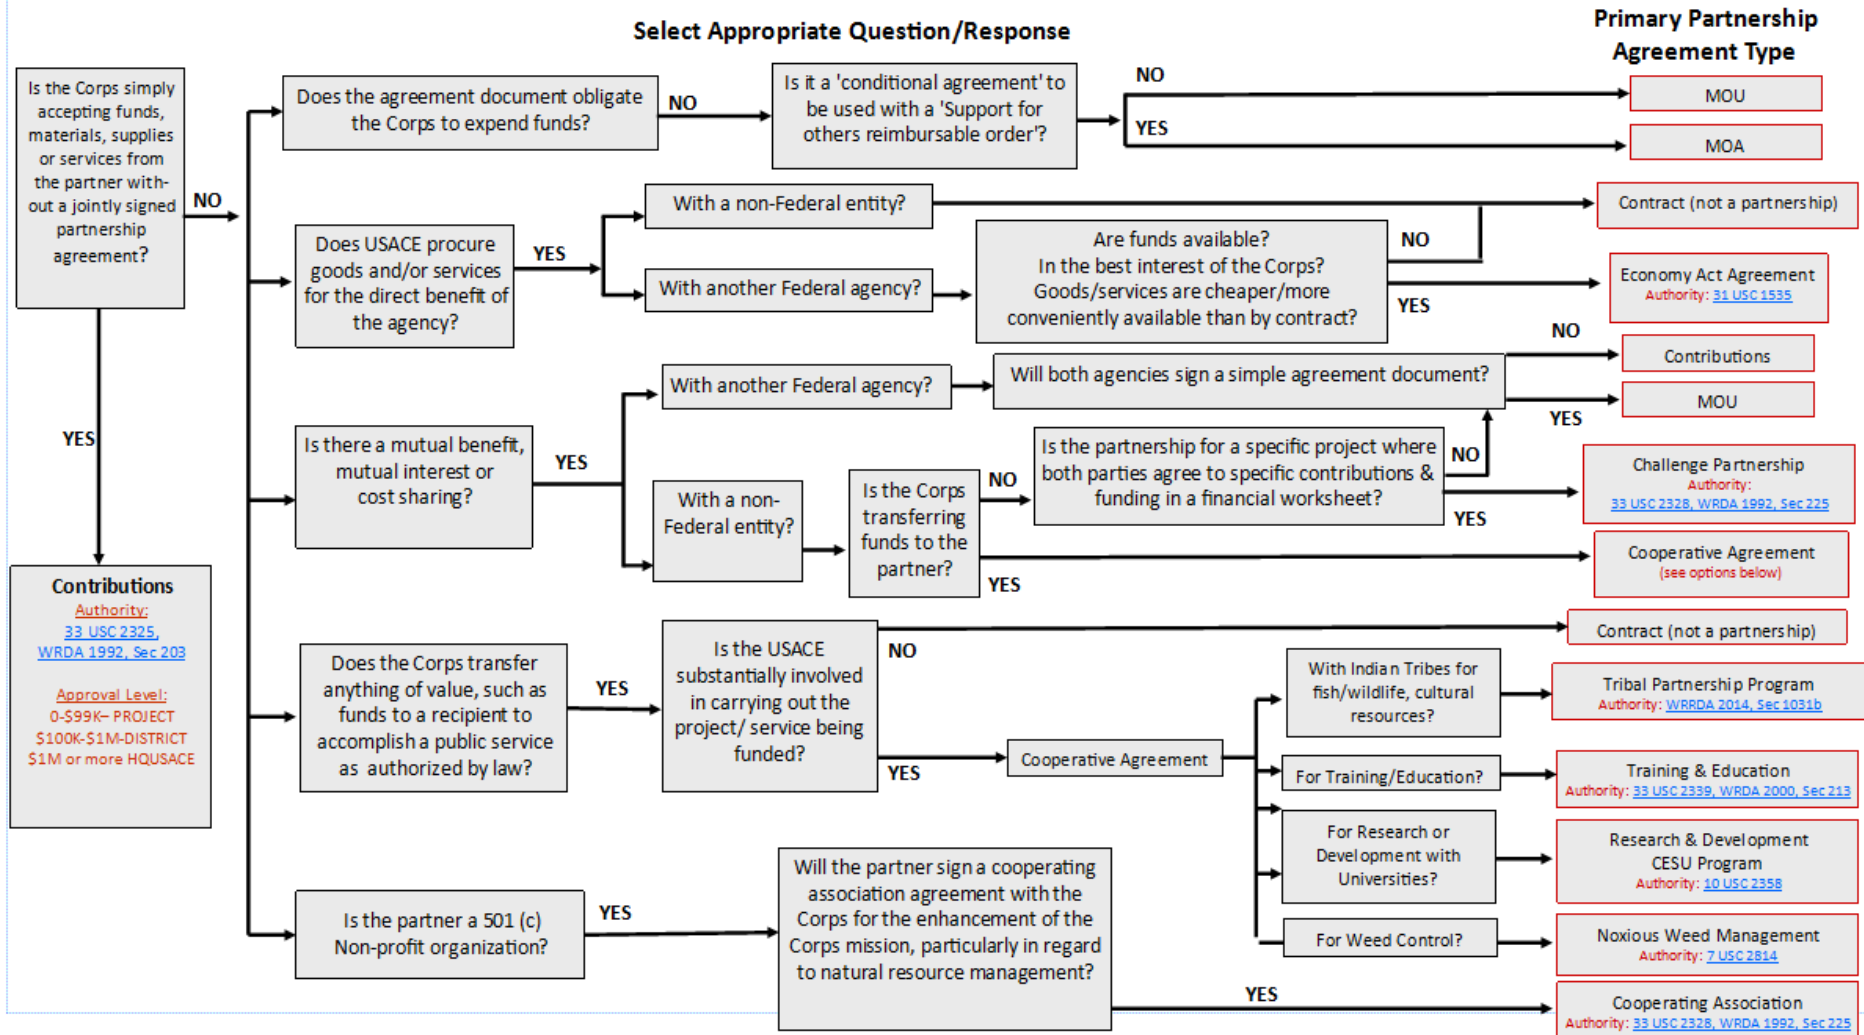 Select Appropriate Question/Response
Primary Partnership
Agreement Type
Is the Corps simply
accepting funds,
materials, supplies
or services from
the partner with-
out a jointly signed
partnership
agreement?
NO
YES
Contributions
Authority:
33 USC 2325,
WRDA 1992, Sec 203
Approval Level:
0-$99K– PROJECT
$100K-$1M-DISTRICT
$1M or more HQUSACE
Does the agreement document obligate
the Corps to expend funds?
NO
Is it a 'conditional agreement' to
be used with a 'Support for
others reimbursable order'?
NO
YES
MOU
MOA
Does USACE procure
goods and/or services
for the direct benefit of
the agency?
YES
With a non-Federal entity?
With another Federal agency?
Are funds available?
In the best interest of the Corps?
Goods/services are cheaper/more
conveniently available than by contract?
NO
YES
Contract (not a partnership)
Economy Act Agreement
Authority: 31 USC 1535
Is there a mutual benefit,
mutual interest or
cost sharing?
YES
With another Federal agency?
Will both agencies sign a simple agreement document?
NO
YES
Contributions
MOU
With a non-
Federal entity?
Is the Corps
transferring
funds to the
partner?
NO
YES
Is the partnership for a specific project where
both parties agree to specific contributions &
funding in a financial worksheet?
NO
YES
Challenge Partnership
Authority:
33 USC 2328, WRDA 1992, Sec 225
Cooperative Agreement
(see options below)
Does the Corps transfer
anything of value, such as
funds to a recipient to
accomplish a public service
as authorized by law?
YES
Is the USACE
substantially involved
in carrying out the
project/ service being
funded?
NO
YES
Contract (not a partnership)
Cooperative Agreement
With Indian Tribes for
fish/wildlife, cultural
resources?
Tribal Partnership Program
Authority: WRRDA 2014, Sec 1031b
For Training/Education?
Training & Education
Authority: 33 USC 2339, WRDA 2000, Sec 213
For Research or
Development with
Universities?
Research & Development
CESU Program
Authority: 10 USC 2358
For Weed Control?
Noxious Weed Management
Authority: 7 USC 2814
Is the partner a 501 (c)
Non-profit organization?
YES
Will the partner sign a cooperating
association agreement with the
Corps for the enhancement of the
Corps mission, particularly in regard
to natural resource management?
YES
Cooperating Association
Authority: 33 USC 2328, WRDA 1992, Sec 225